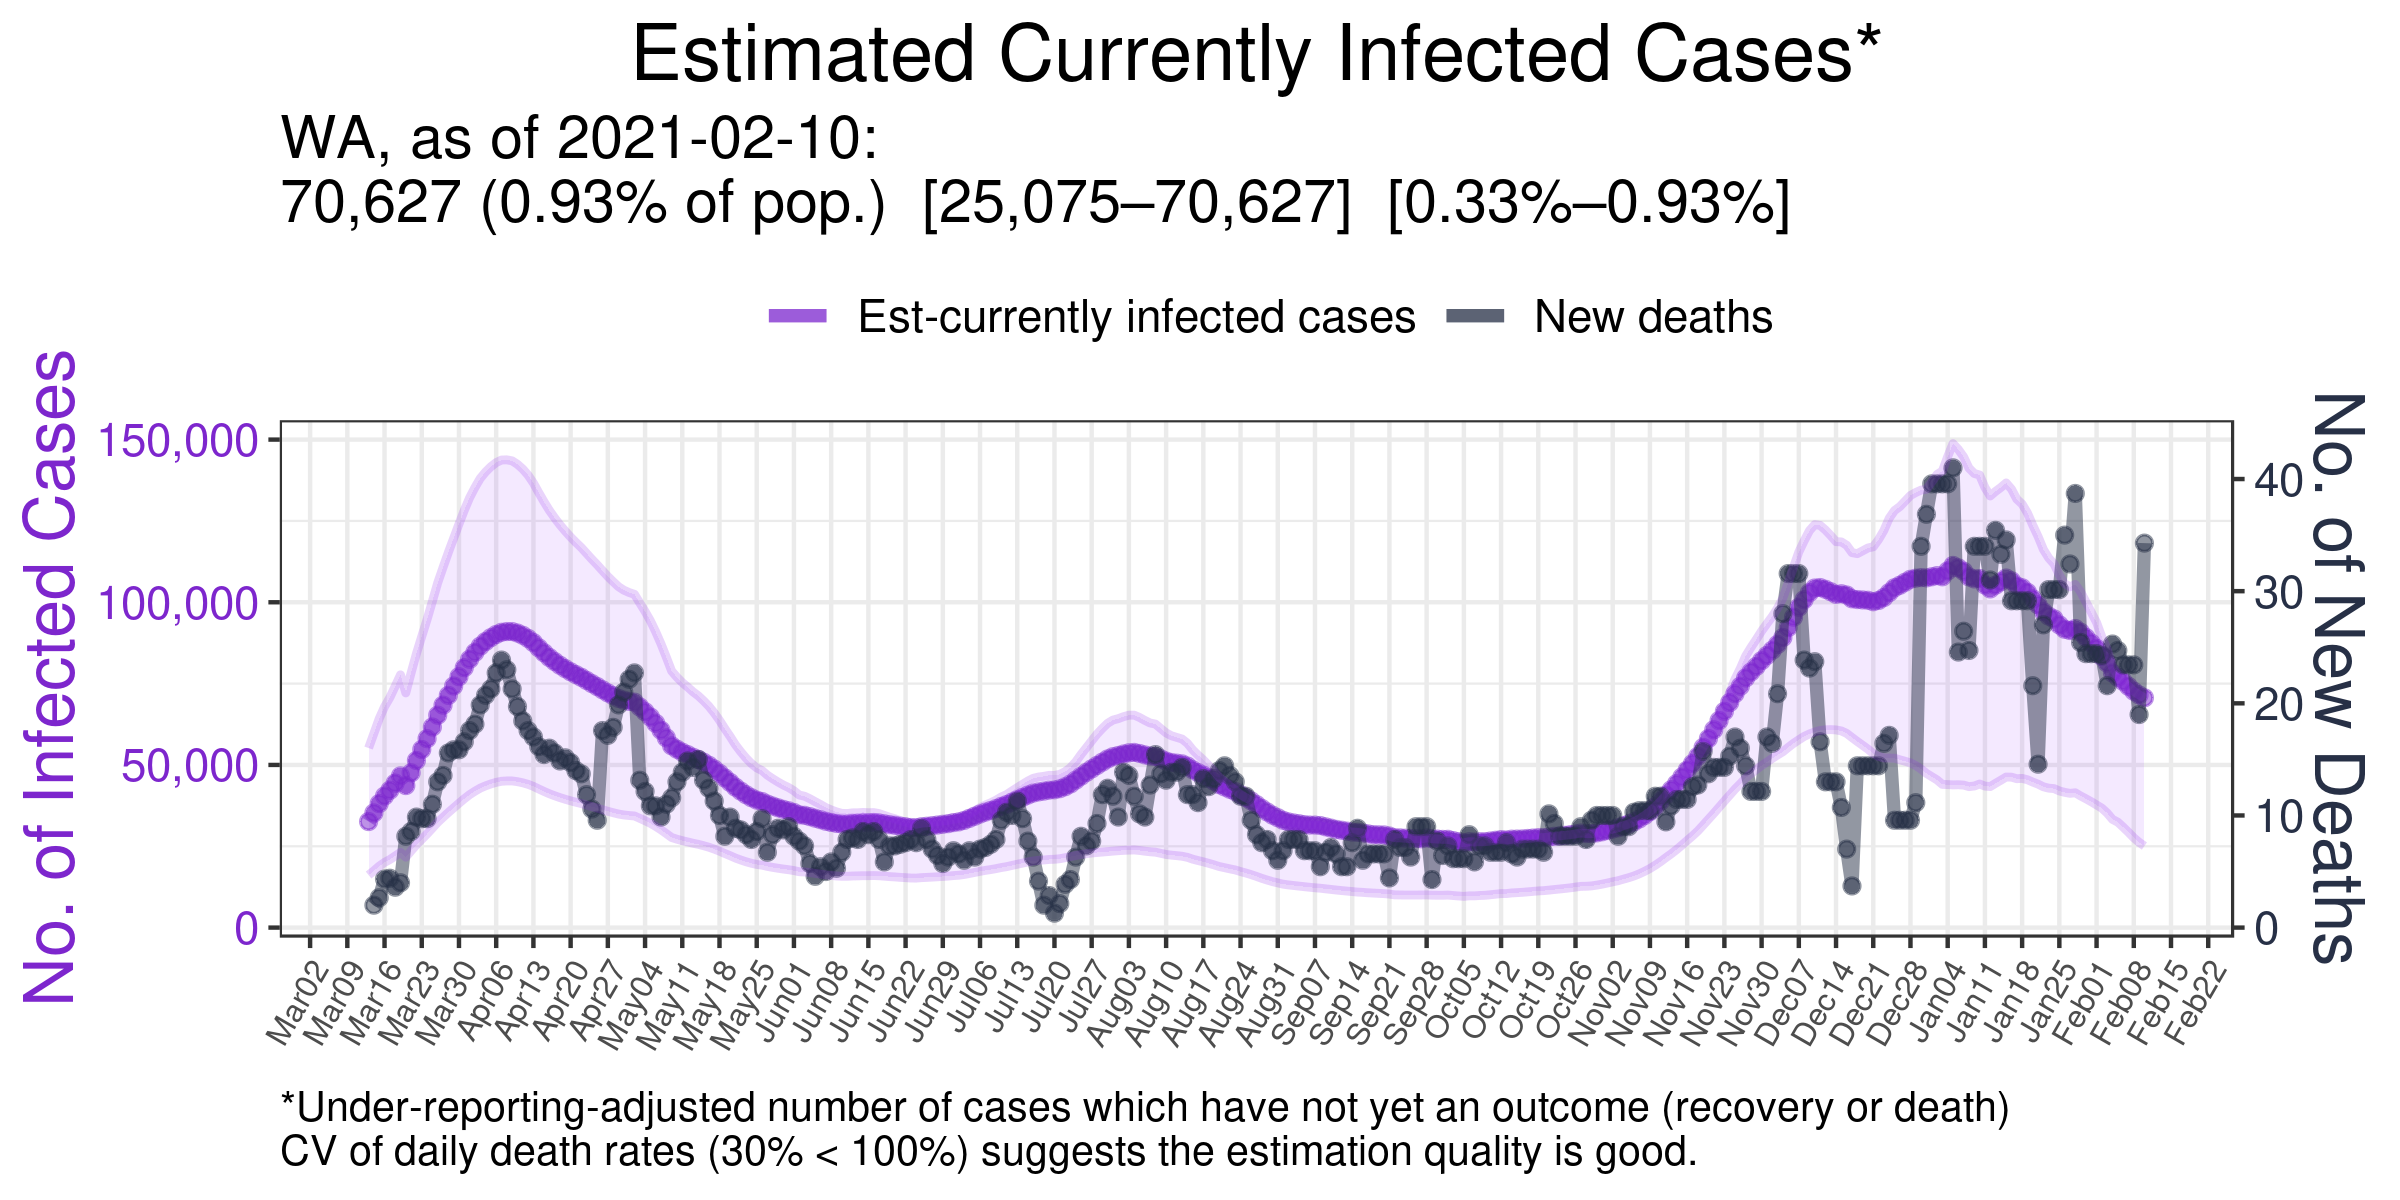 Estimated Currently Infected Cases*
WA, as of 2021-02-10:
70,627 (0.93% of pop.) [25,075–70,627] [0.33%–0.93%]
Est-currently infected cases
New deaths
No. of Infected Cases
150,000
100,000
50,000
0
No. of New Deaths
40
30
20
10
0
Mar02
Mar09
Mar16
Mar23
Mar30
Apr06
Apr13
Apr20
Apr27
May04
May11
May18
May25
Jun01
Jun08
Jun15
Jun22
Jun29
Jul06
Jul13
Jul20
Jul27
Aug03
Aug10
Aug17
Aug24
Aug31
Sep07
Sep14
Sep21
Sep28
Oct05
Oct12
Oct19
Oct26
Nov02
Nov09
Nov16
Nov23
Nov30
Dec07
Dec14
Dec21
Dec28
Jan04
Jan11
Jan18
Jan25
Feb01
Feb08
Feb15
Feb22
*Under-reporting-adjusted number of cases which have not yet an outcome (recovery or death)
CV of daily death rates (30% < 100%) suggests the estimation quality is good.